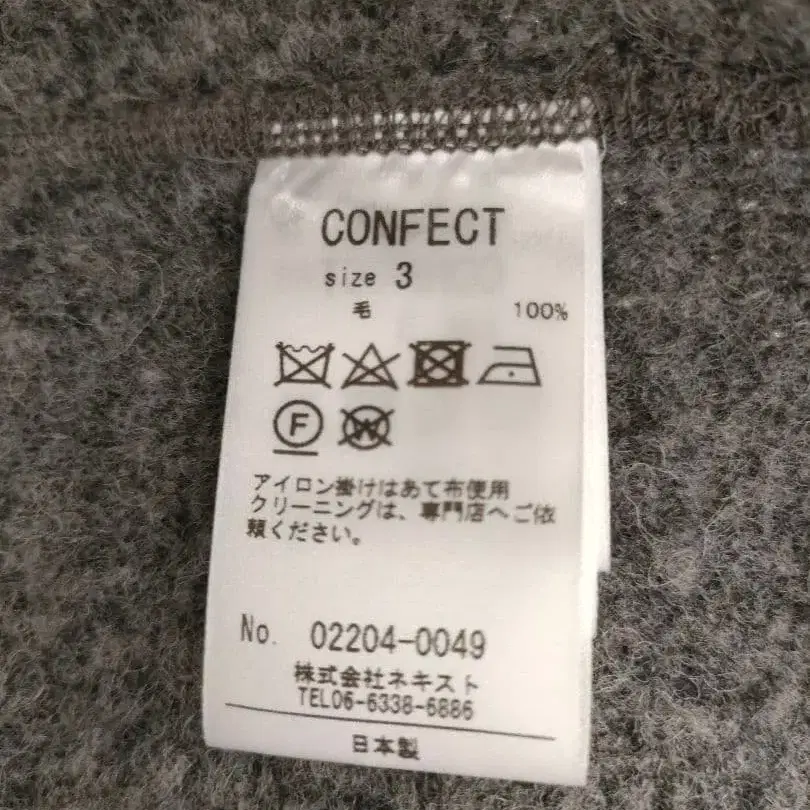 CONFECT
size 3
毛 100%
F W
アイロン掛けはあて布使用
クリーニングは、専門店へご依
頼ください。
No. 02204-0049
株式会社ネキスト
TEL06-6338-6886
日本製